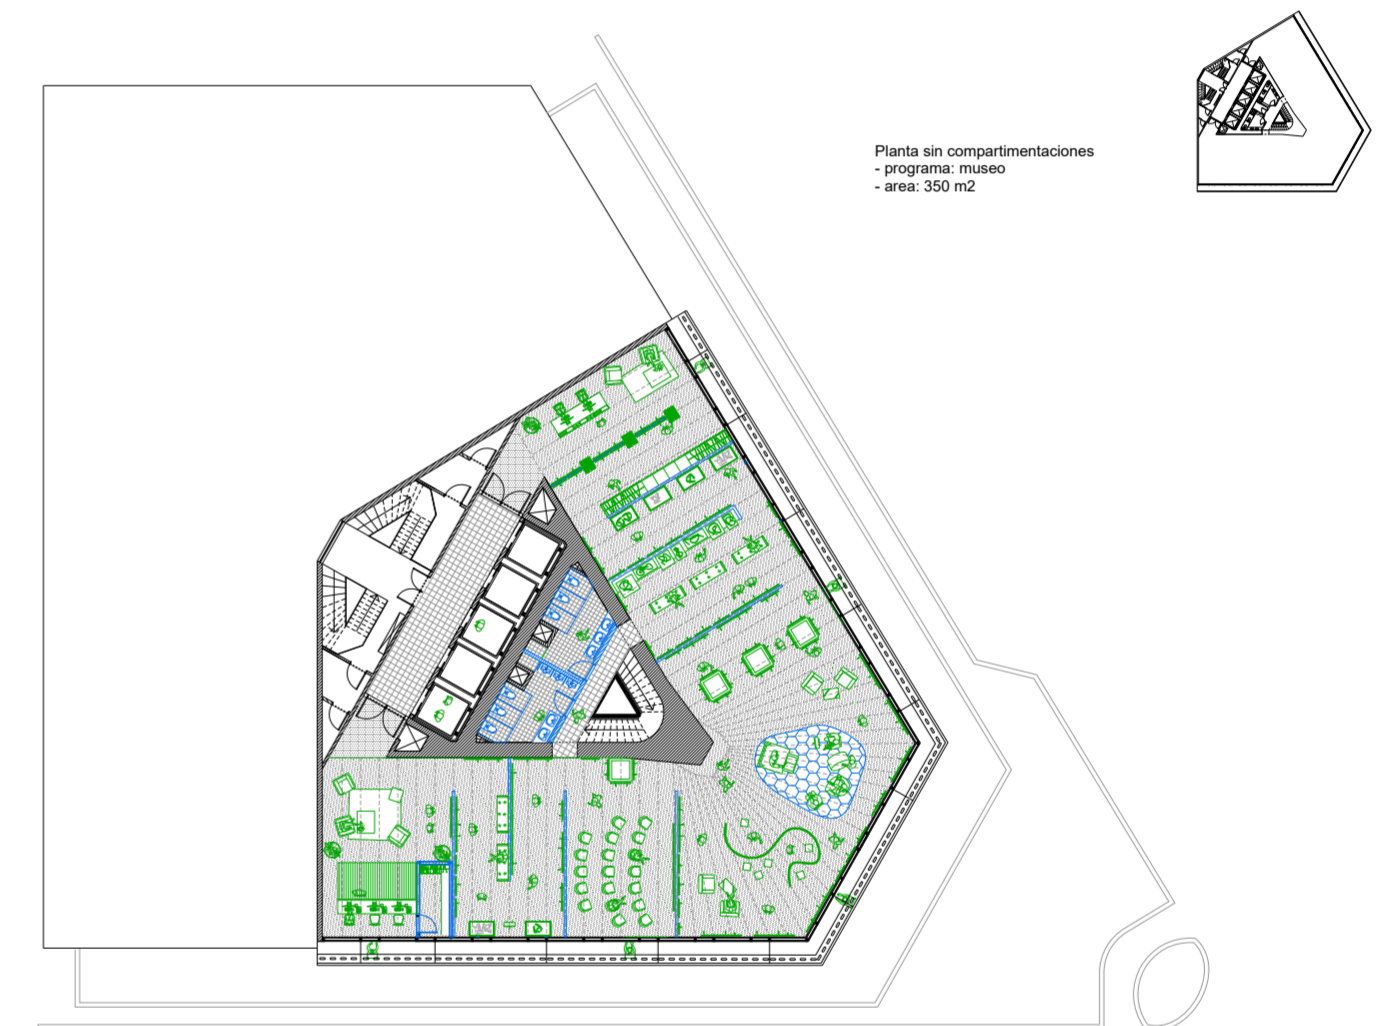 Planta sin compartimentaciones
- programa: museo
- area: 350 m2